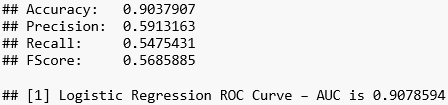 ## Accuracy:   0.9037907
## Precision:  0.5913163
## Recall:     0.5475431
## FScore:     0.5685885
## [1] Logistic Regression ROC Curve – AUC is 0.9078594